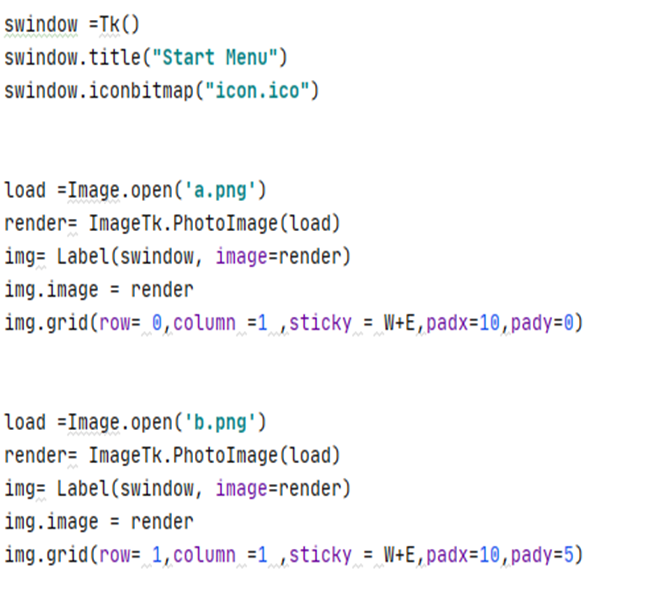 swindow =Tk()
swindow.title("Start Menu")
swindow.iconbitmap("icon.ico")
load =Image.open('a.png')
render= ImageTk.PhotoImage(load)
img= Label(swindow, image=render)
img.image = render
img.grid(row= 0,column =1 ,sticky = W+E,padx=10,pady=0)
load =Image.open('b.png')
render= ImageTk.PhotoImage(load)
img= Label(swindow, image=render)
img.image = render
img.grid(row= 1,column =1 ,sticky = W+E,padx=10,pady=5)